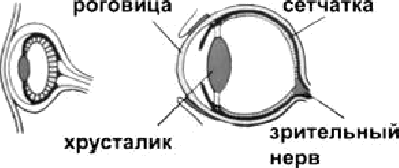 роговица
сетчатка
хрусталик
зрительный
нерв